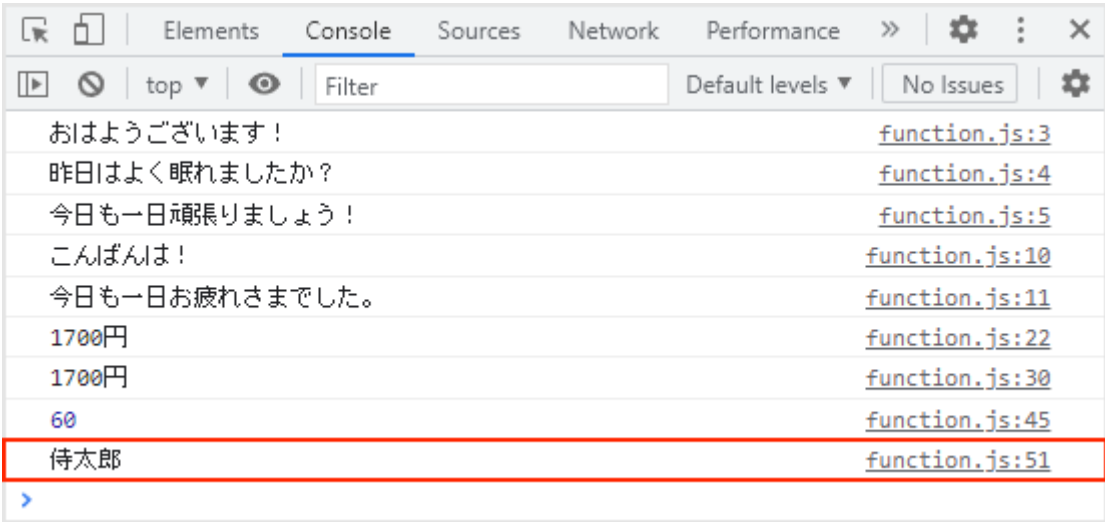 Elements Console Sources Network Performance »
top ▼ Filter Default levels ▼ No Issues
おはようございます！ function.js:3
昨日はよく眠れましたか？ function.js:4
今日も一日頑張りましょう！ function.js:5
こんばんは！ function.js:10
今日も一日お疲れさまでした。 function.js:11
1700円 function.js:22
1700円 function.js:30
60 function.js:45
侍太郎 function.js:51
>